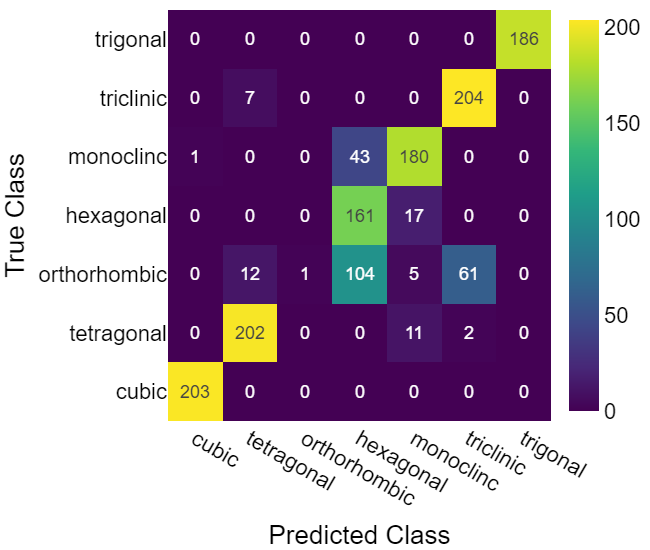 trigonal 0 0 0 0 0 0 186
triclinic 0 7 0 0 0 204 0
monoclinc 1 0 0 43 180 0 0
hexagonal 0 0 0 161 17 0 0
orthorhombic 0 12 1 104 5 61 0
tetragonal 0 202 0 0 11 2 0
cubic 203 0 0 0 0 0 0
cubic tetragonal orthorhombic hexagonal monoclinc triclinic trigonal
Predicted Class
True Class
200
150
100
50
0